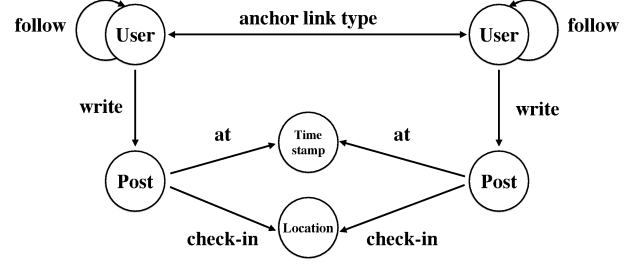 anchor link type
follow
User
User
follow
write
write
at
Time
stamp
at
Post
Post
Location
check-in
check-in